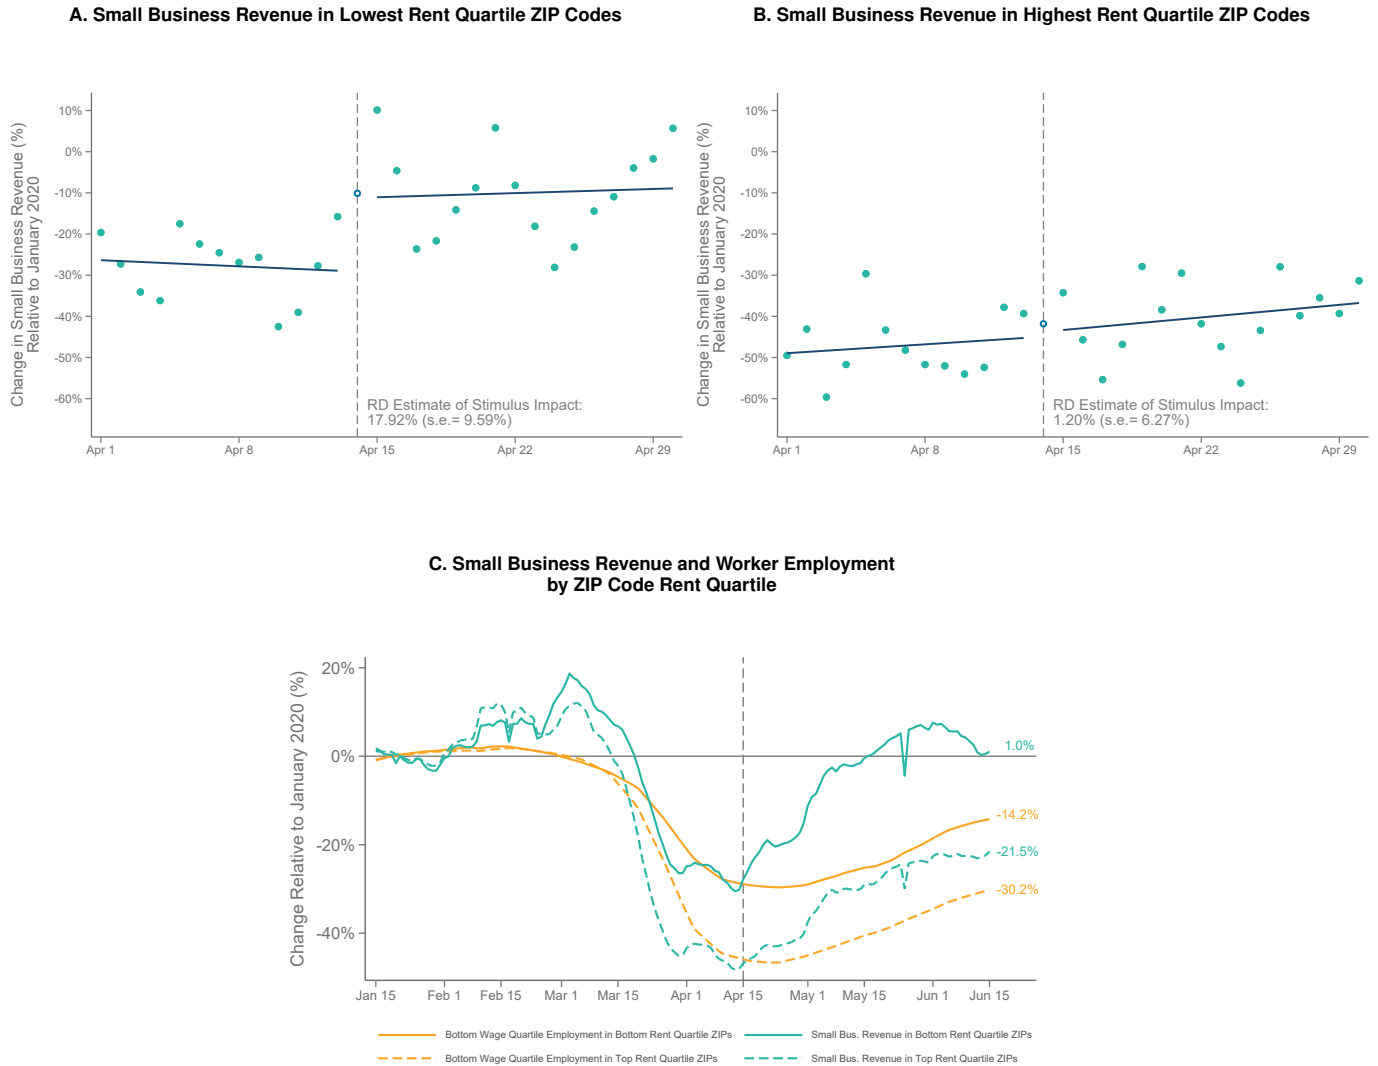 A. Small Business Revenue in Lowest Rent Quartile ZIP Codes
Change in Small Business Revenue (%)
Relative to January 2020
10%
0%
-10%
-20%
-30%
-40%
-50%
-60%
RD Estimate of Stimulus Impact:
17.92% (s.e.= 9.59%)
Apr 1
Apr 8
Apr 15
Apr 22
Apr 29
B. Small Business Revenue in Highest Rent Quartile ZIP Codes
Change in Small Business Revenue (%)
Relative to January 2020
10%
0%
-10%
-20%
-30%
-40%
-50%
-60%
RD Estimate of Stimulus Impact:
1.20% (s.e.= 6.27%)
Apr 1
Apr 8
Apr 15
Apr 22
Apr 29
C. Small Business Revenue and Worker Employment
by ZIP Code Rent Quartile
Change Relative to January 2020 (%)
20%
0%
-20%
-40%
1.0%
-14.2%
-21.5%
-30.2%
Jan 15
Feb 1
Feb 15
Mar 1
Mar 15
Apr 1
Apr 15
May 1
May 15
Jun 1
Jun 15
Bottom Wage Quartile Employment in Bottom Rent Quartile ZIPs
Small Bus. Revenue in Bottom Rent Quartile ZIPs
Bottom Wage Quartile Employment in Top Rent Quartile ZIPs
Small Bus. Revenue in Top Rent Quartile ZIPs